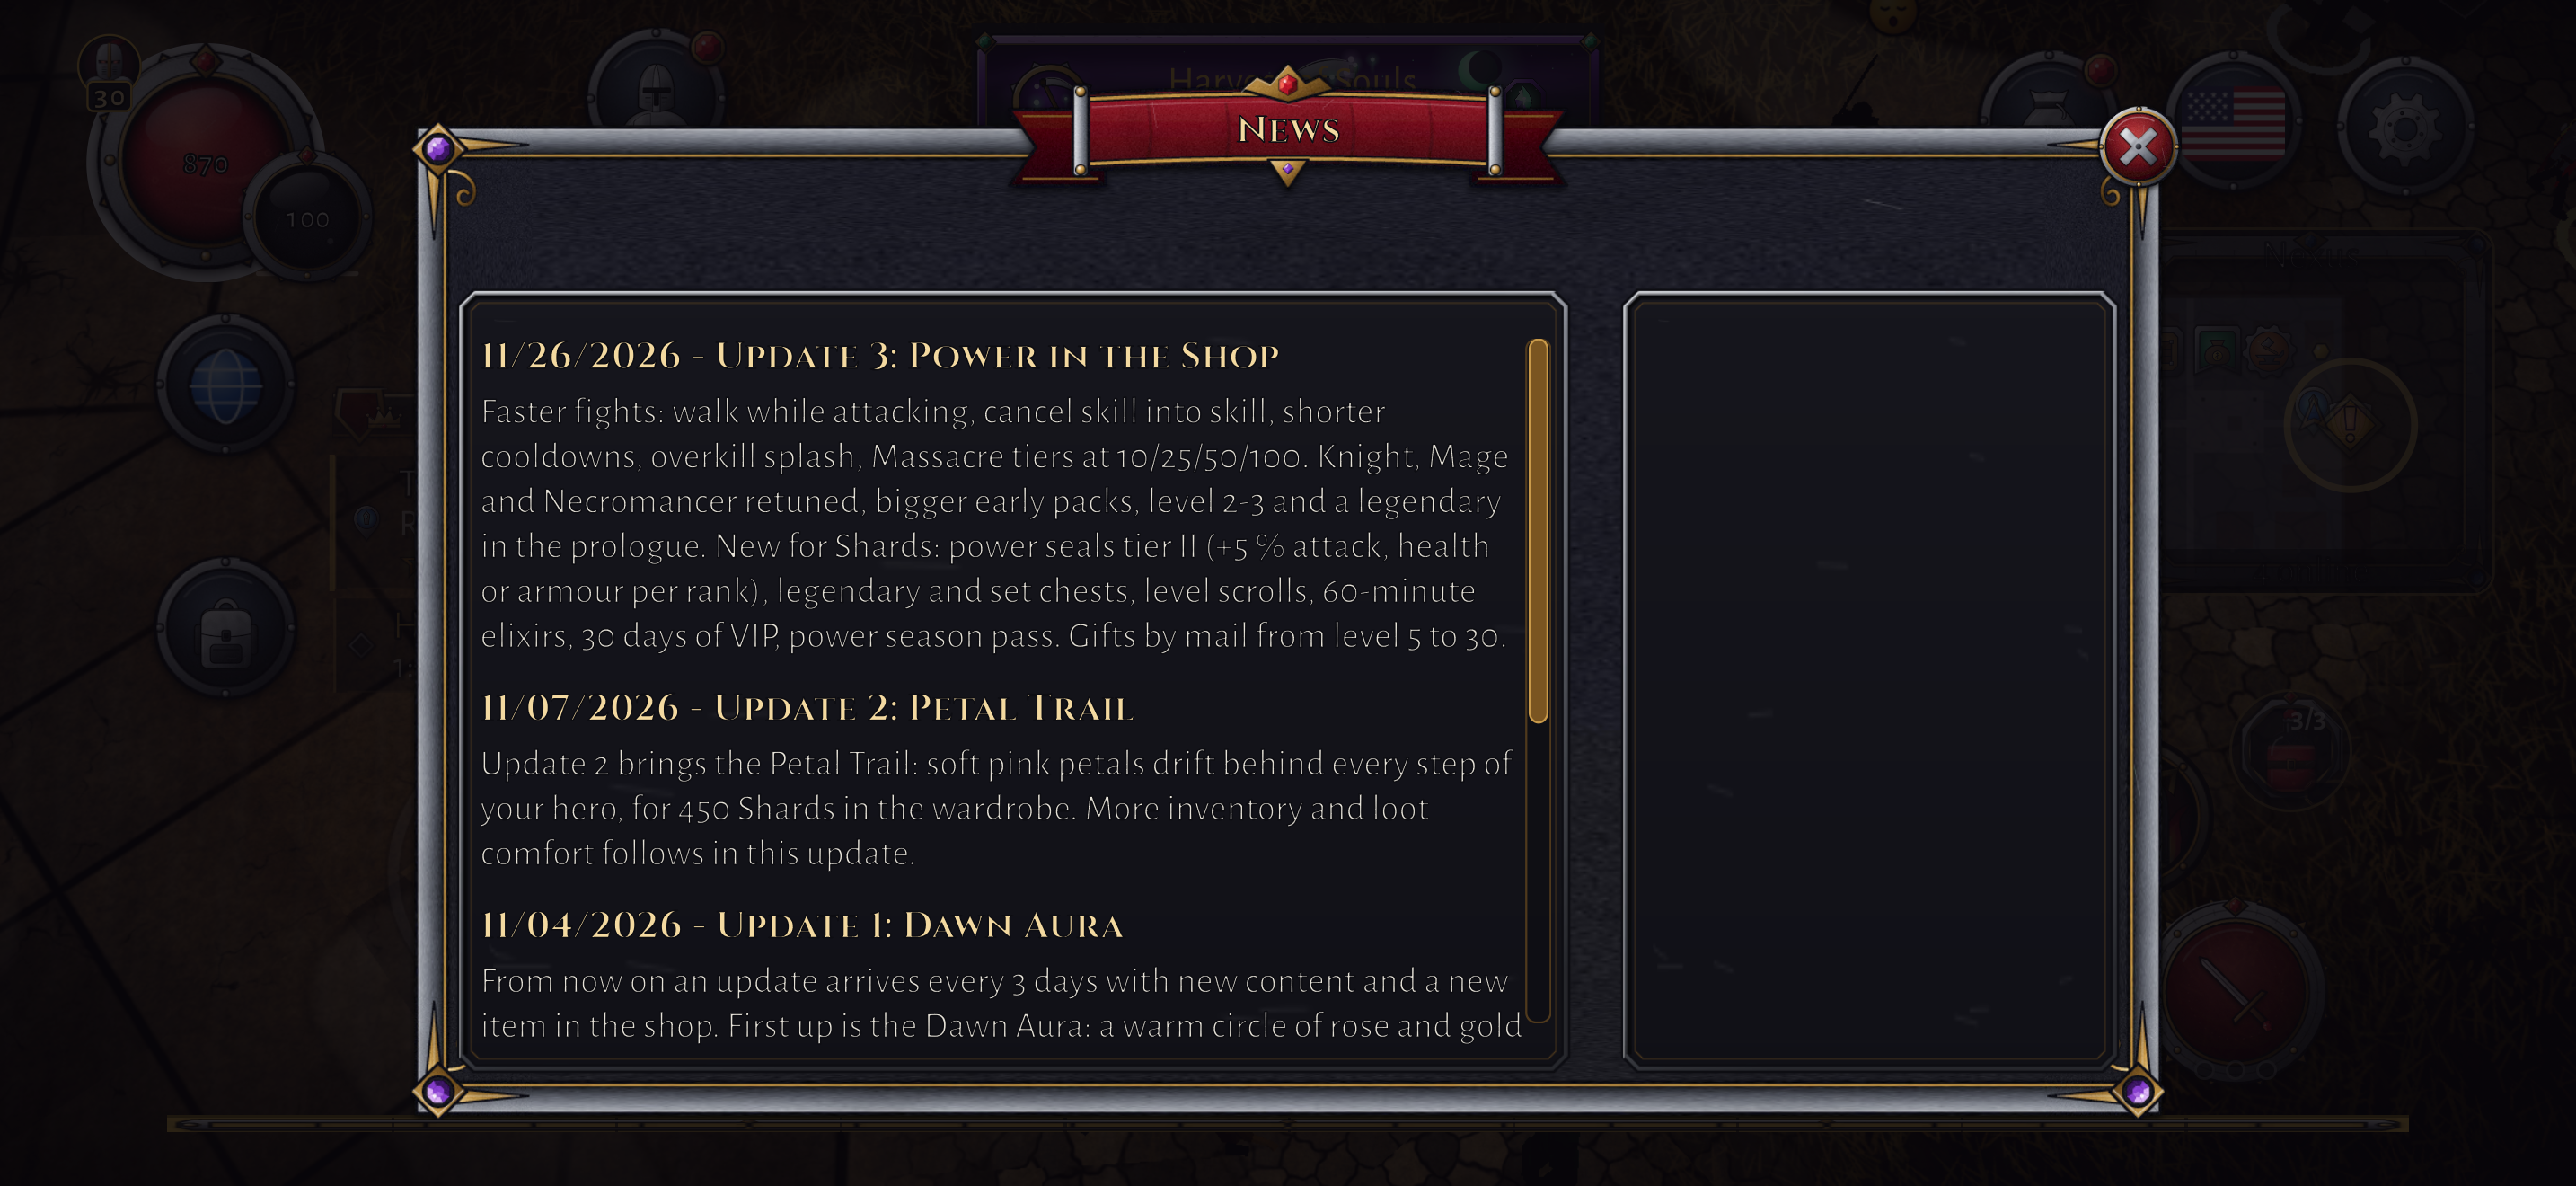 30
870
100
Harvest Souls
News
11/26/2026 - Update 3: Power in the Shop
Faster fights: walk while attacking, cancel skill into skill, shorter
cooldowns, overkill splash, Massacre tiers at 10/25/50/100. Knight, Mage
and Necromancer retuned, bigger early packs, level 2-3 and a legendary
in the prologue. New for Shards: power seals tier II (+5 % attack, health
or armour per rank), legendary and set chests, level scrolls, 60-minute
elixirs, 30 days of VIP, power season pass. Gifts by mail from level 5 to 30.
11/07/2026 - Update 2: Petal Trail
Update 2 brings the Petal Trail: soft pink petals drift behind every step of
your hero, for 450 Shards in the wardrobe. More inventory and loot
comfort follows in this update.
11/04/2026 - Update 1: Dawn Aura
From now on an update arrives every 3 days with new content and a new
item in the shop. First up is the Dawn Aura: a warm circle of rose and gold
3/3